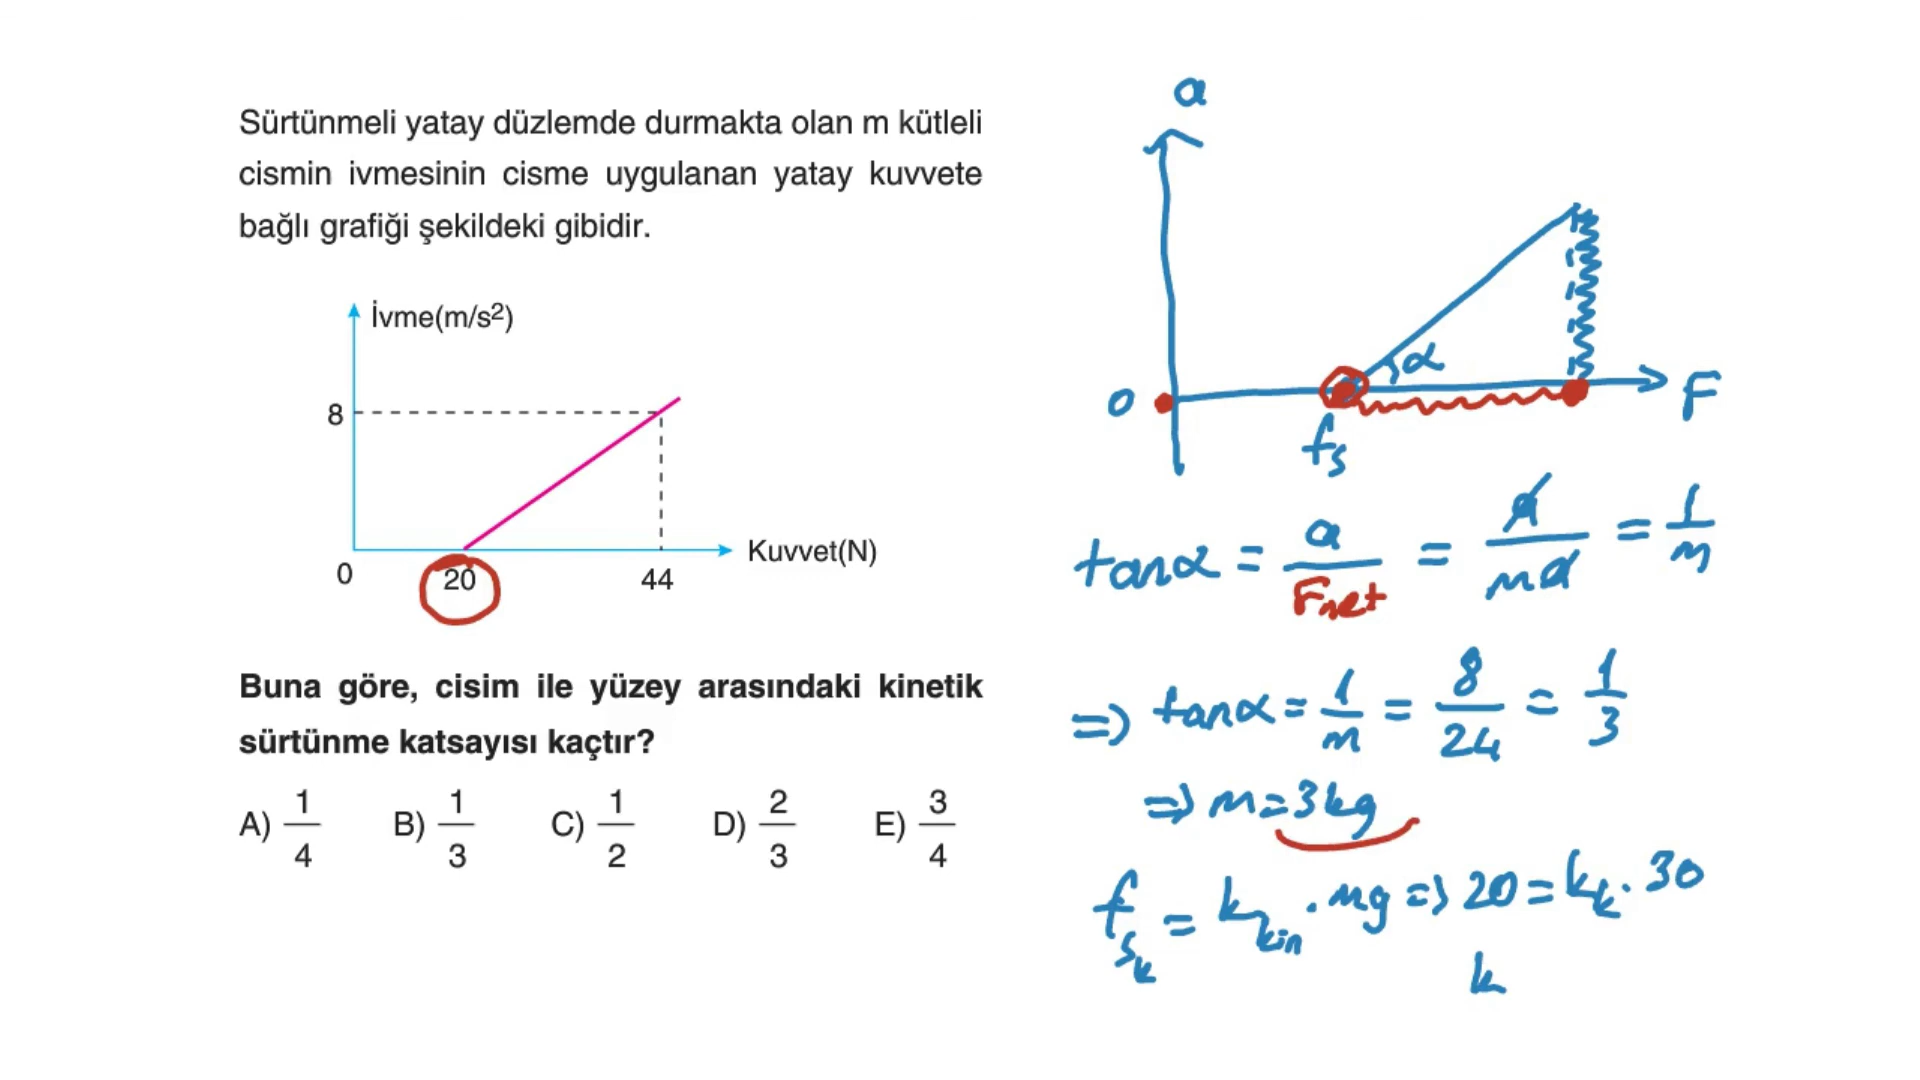 Sürtünmeli yatay düzlemde durmakta olan m kütleli
cismin ivmesinin cisme uygulanan yatay kuvvete
bağlı grafiği şekildeki gibidir.
İvme(m/s²)
8
0
20
44
Kuvvet(N)
Buna göre, cisim ile yüzey arasındaki kinetik
sürtünme katsayısı kaçtır?
A) 1/4 B) 1/3 C) 1/2 D) 2/3 E) 3/4
a
α
0
F
fs
tanα = a/Fnet = a/ma = 1/m
=> tanα = 1/m = 8/24 = 1/3
=> m=3kg
fsk = kkin . mg => 20 = kk . 30
k